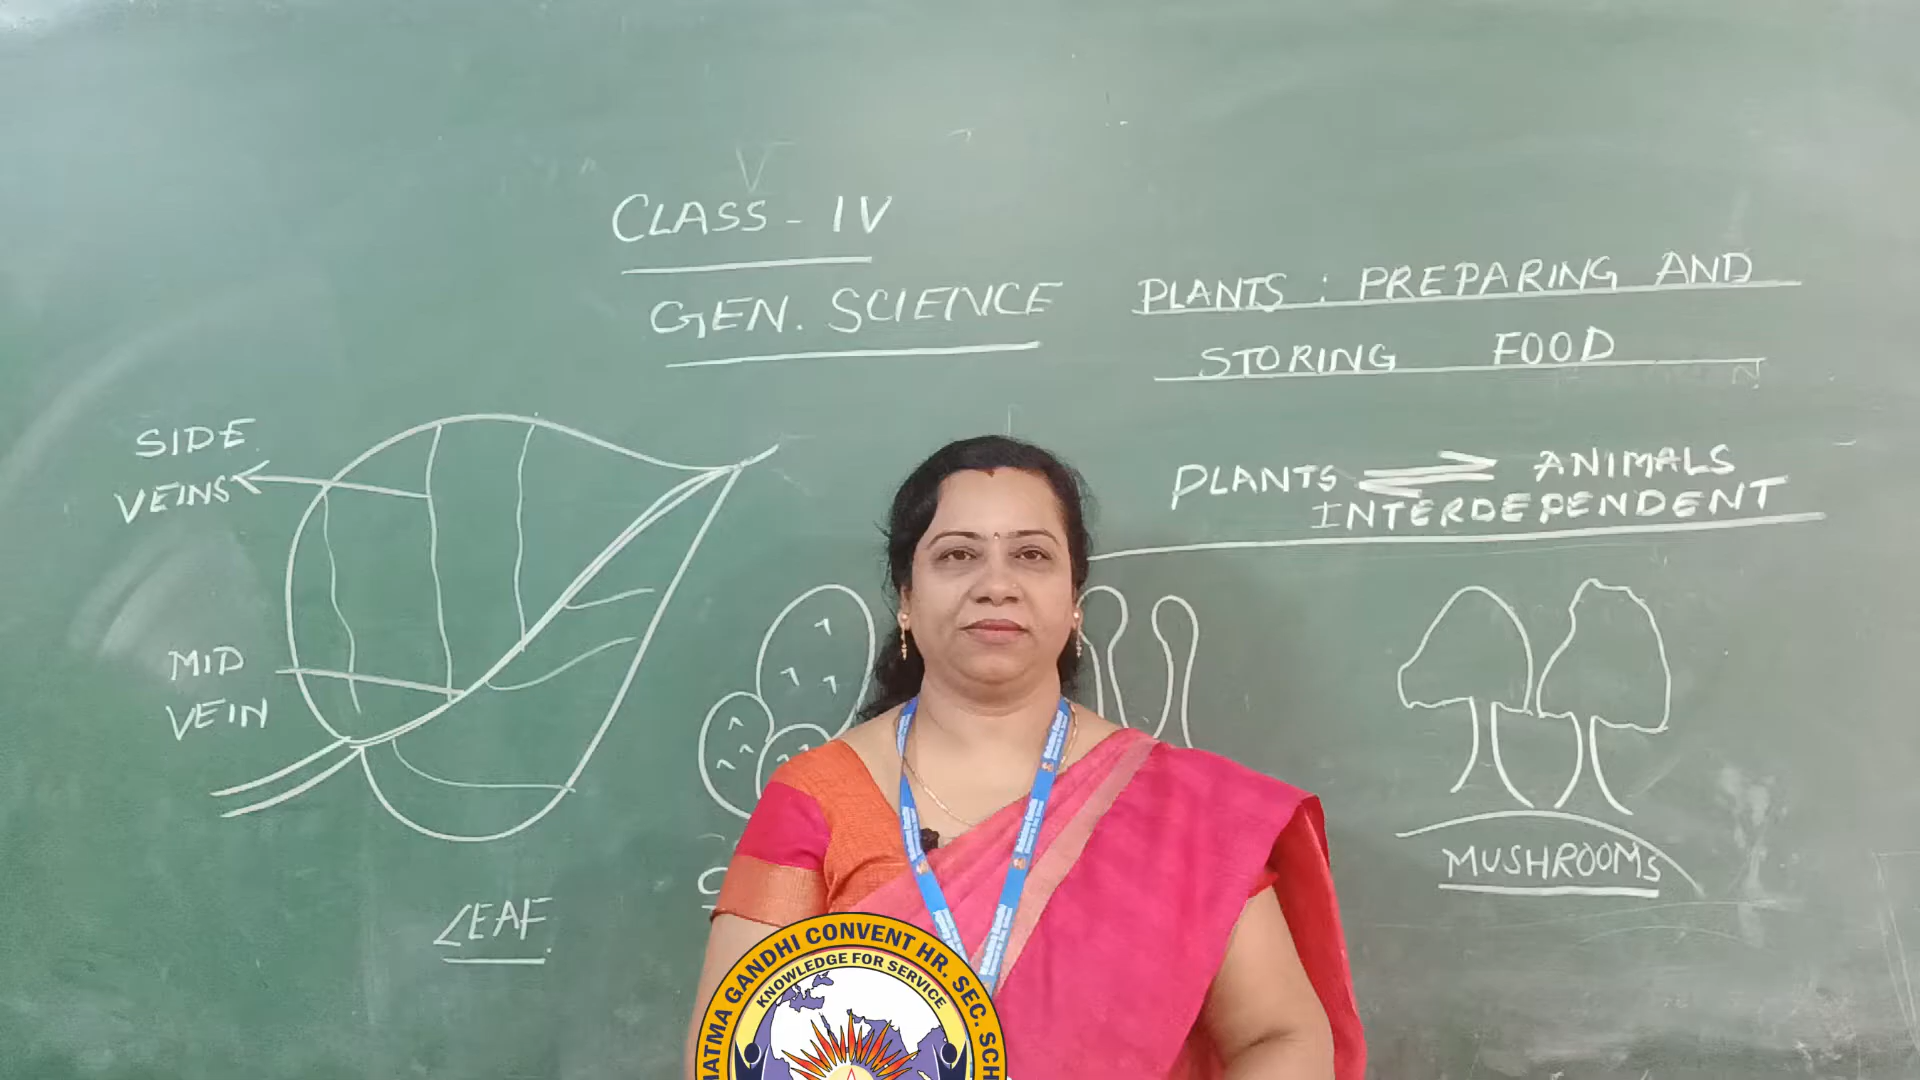 CLASS - IV
GEN. SCIENCE
PLANTS : PREPARING AND
STORING FOOD
PLANTS ANIMALS
INTERDEPENDENT
SIDE
VEINS
MID
VEIN
LEAF
MUSHROOMS
MAHATMA GANDHI CONVENT HR. SEC. SCH
KNOWLEDGE FOR SERVICE